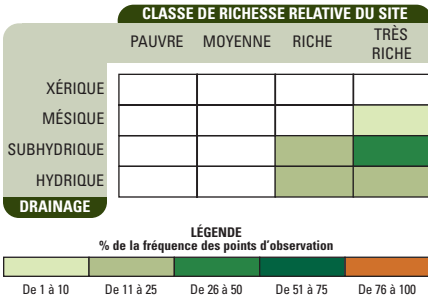 CLASSE DE RICHESSE RELATIVE DU SITE
PAUVRE MOYENNE RICHE TRÈS RICHE
XÉRIQUE
MÉSIQUE
SUBHYDRIQUE
HYDRIQUE
DRAINAGE
LÉGENDE
% de la fréquence des points d'observation
De 1 à 10 De 11 à 25 De 26 à 50 De 51 à 75 De 76 à 100